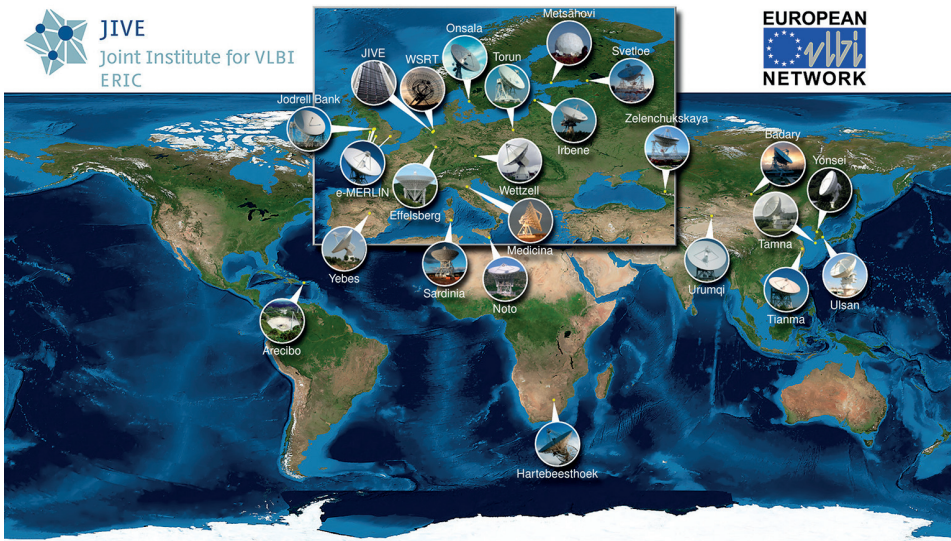 JIVE
Joint Institute for VLBI
ERIC
EUROPEAN
vlbi
NETWORK
Metsähovi
Onsala
Svetloe
JIVE
WSRT
Torun
Jodrell Bank
Zelenchukskaya
Irbene
Badary
Yonsei
e-MERLIN
Effelsberg
Wettzell
Tamna
Medicina
Yebes
Sardinia
Noto
Urumqi
Tianma
Ulsan
Arecibo
Hartebeesthoek